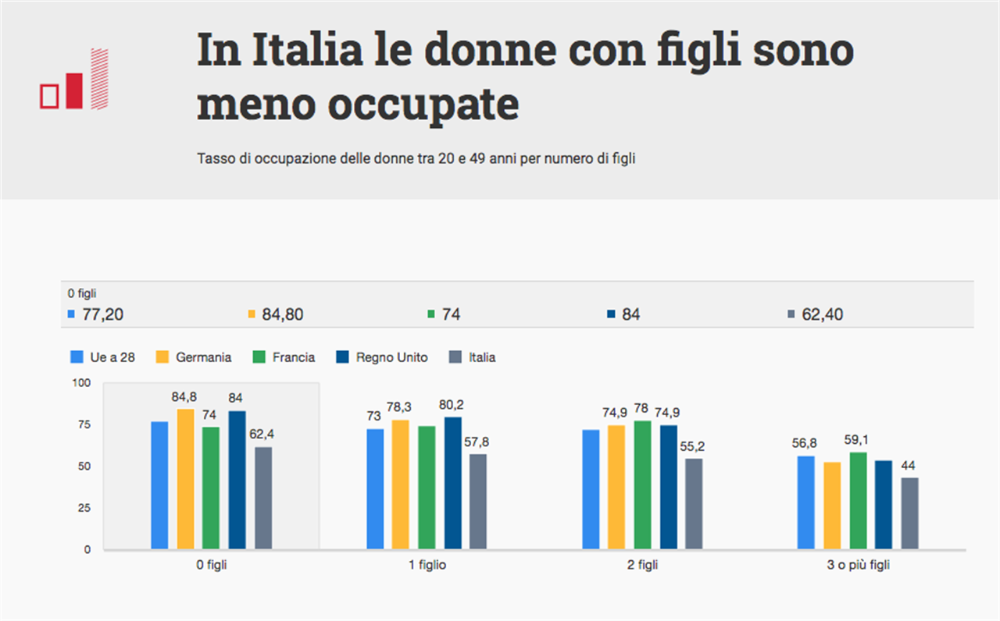 In Italia le donne con figli sono
meno occupate
Tasso di occupazione delle donne tra 20 e 49 anni per numero di figli
0 figli
77,20 84,80 74 84 62,40
Ue a 28 Germania Francia Regno Unito Italia
100
75
50
25
0
84,8 74 84 62,4
73 78,3 80,2 57,8
74,9 78 74,9 55,2
56,8 59,1 44
0 figli 1 figlio 2 figli 3 o più figli